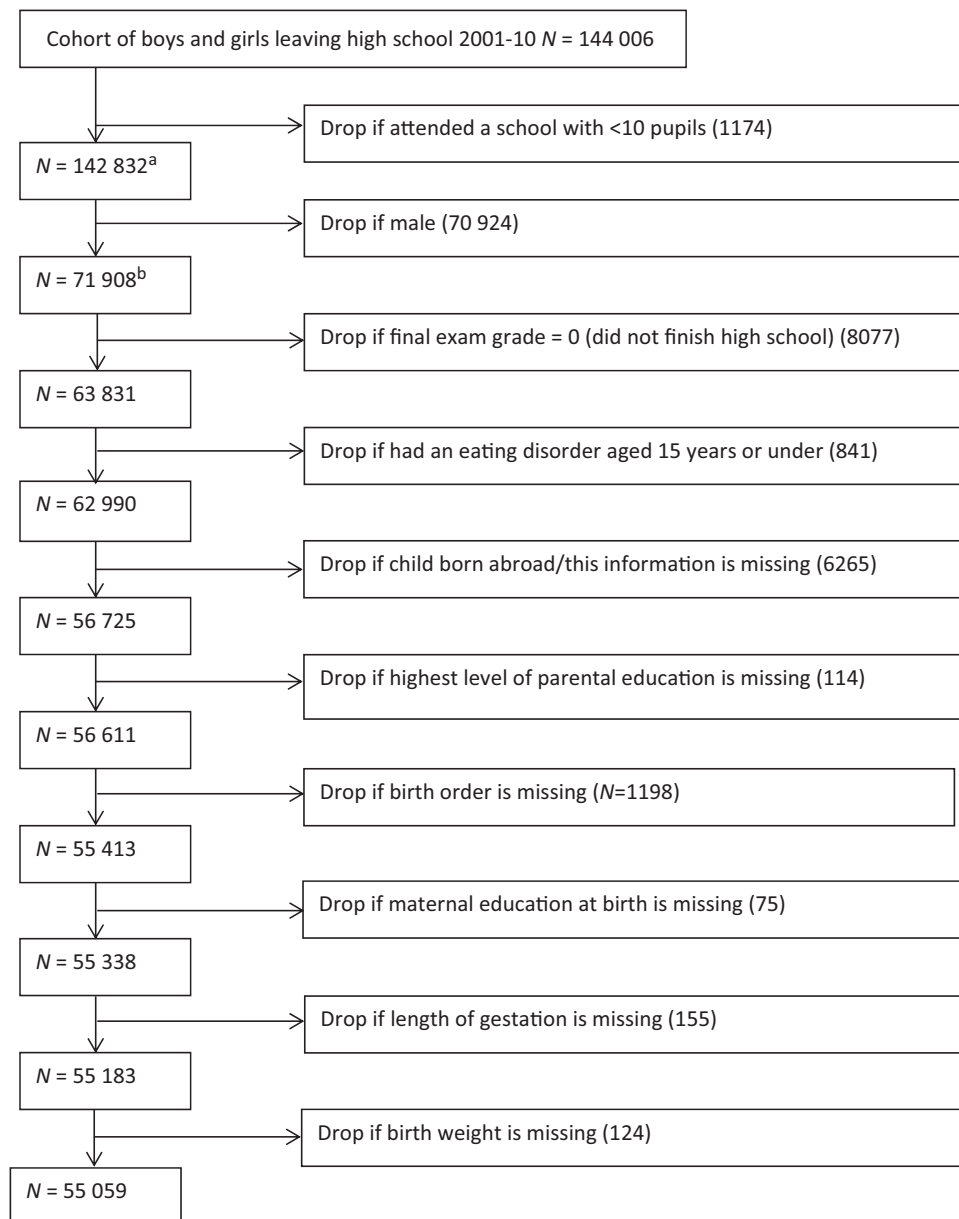 Cohort of boys and girls leaving high school 2001-10 N = 144 006
Drop if attended a school with <10 pupils (1174)
N = 142 832ᵃ
Drop if male (70 924)
N = 71 908ᵇ
Drop if final exam grade = 0 (did not finish high school) (8077)
N = 63 831
Drop if had an eating disorder aged 15 years or under (841)
N = 62 990
Drop if child born abroad/this information is missing (6265)
N = 56 725
Drop if highest level of parental education is missing (114)
N = 56 611
Drop if birth order is missing (N=1198)
N = 55 413
Drop if maternal education at birth is missing (75)
N = 55 338
Drop if length of gestation is missing (155)
N = 55 183
Drop if birth weight is missing (124)
N = 55 059